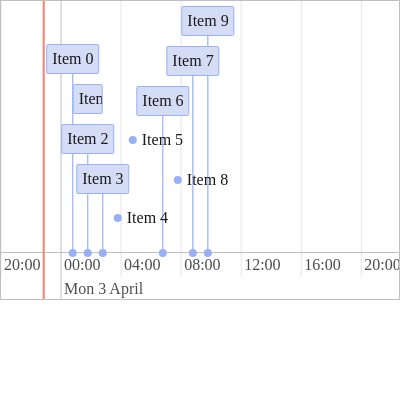 Item 9
Item 0
Item 7
Iten
Item 6
Item 2
Item 5
Item 3
Item 8
Item 4
20:00
00:00
04:00
08:00
12:00
16:00
20:00
Mon 3 April